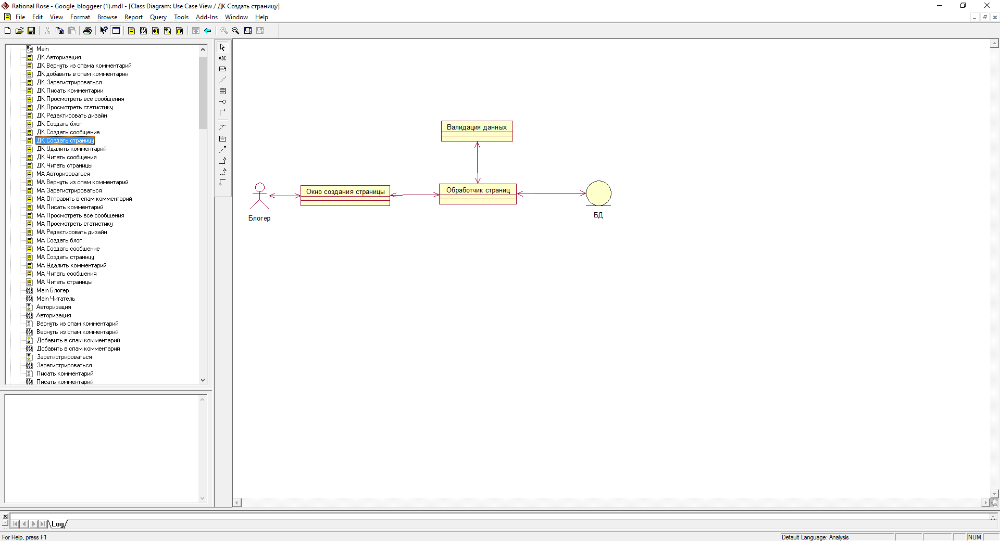 Rational Rose - Google_bloggeer (1).mdl - [Class Diagram: Use Case View / ДК Создать страницу]
File Edit View Format Browse Report Query Tools Add-Ins Window Help
Main
ДК Авторизация
ДК Вернуть из спама комментарий
ДК добавить в спам комментарии
ДК Зарегистрироваться
ДК Писать комментарии
ДК Просмотреть все сообщения
ДК Просмотреть статистику
ДК Редактировать дизайн
ДК Создать блог
ДК Создать сообщение
ДК Создать страницу
ДК Удалить комментарий
ДК Читать сообщения
ДК Читать страницы
МА Авторизоваться
МА Вернуть из спам комментарий
МА Зарегистрироваться
МА Отправить в спам комментарий
МА Писать комментарий
МА Просмотреть все сообщения
МА Просмотреть статистику
МА Редактировать дизайн
МА Создать блог
МА Создать сообщение
МА Создать страницу
МА Удалить комментарий
МА Читать сообщения
МА Читать страницы
Main Блогер
Main Читатель
Авторизация
Авторизация
Вернуть из спам комментарий
Вернуть из спам комментарий
Добавить в спам комментарий
Добавить в спам комментарий
Зарегистрироваться
Зарегистрироваться
Писать комментарий
Писать комментарий
ABC
Валидация данных
Окно создания страницы
Обработчик страниц
Блогер
БД
Log
For Help, press F1
Default Language: Analysis
NUM